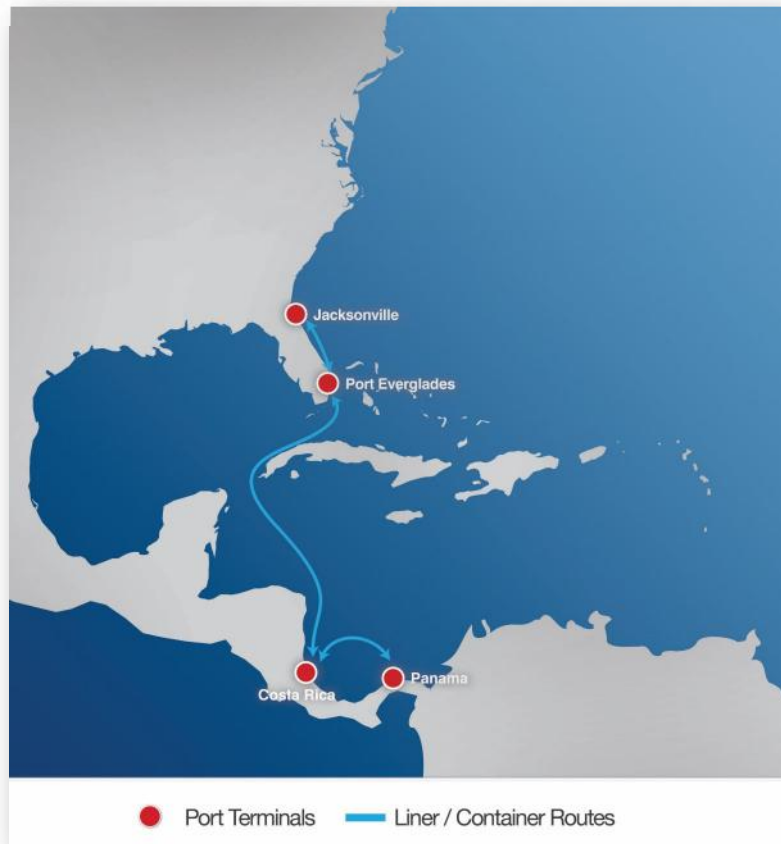 Jacksonville
Port Everglades
Costa Rica
Panama
Port Terminals
Liner / Container Routes